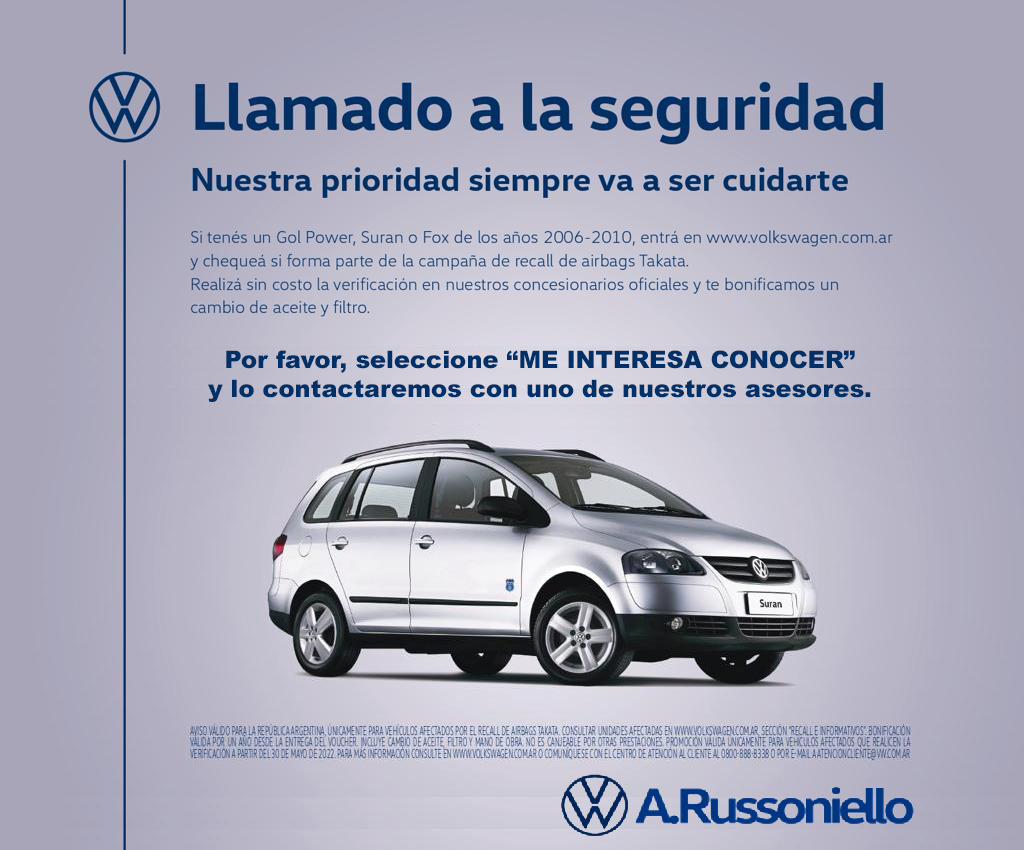 Llamado a la seguridad
Nuestra prioridad siempre va a ser cuidarte
Si tenés un Gol Power, Suran o Fox de los años 2006-2010, entrá en www.volkswagen.com.ar
y chequeá si forma parte de la campaña de recall de airbags Takata.
Realizá sin costo la verificación en nuestros concesionarios oficiales y te bonificamos un
cambio de aceite y filtro.
Por favor, seleccione “ME INTERESA CONOCER”
y lo contactaremos con uno de nuestros asesores.
Suran
AVISO VÁLIDO PARA LA REPÚBLICA ARGENTINA, ÚNICAMENTE PARA VEHÍCULOS AFECTADOS POR EL RECALL DE AIRBAGS TAKATA. CONSULTAR UNIDADES AFECTADAS EN WWW.VOLKSWAGEN.COM.AR, SECCIÓN "RECALL E INFORMATIVOS". BONIFICACIÓN
VÁLIDA POR UN AÑO DESDE LA ENTREGA DEL VOUCHER. INCLUYE CAMBIO DE ACEITE, FILTRO Y MANO DE OBRA, NO ES CANJEABLE POR OTRAS PRESTACIONES. PROMOCIÓN VÁLIDA ÚNICAMENTE PARA VEHÍCULOS AFECTADOS QUE REALICEN LA
VERIFICACIÓN A PARTIR DEL 30 DE MAYO DE 2022. PARA MÁS INFORMACIÓN CONSULTE EN WWW.VOLKSWAGEN.COM.AR O COMUNÍQUESE CON EL CENTRO DE ATENCIÓN AL CLIENTE AL 0800-888-8338 O POR E-MAIL A ATENCIONCLIENTE@VW.COM.AR
A.Russoniello